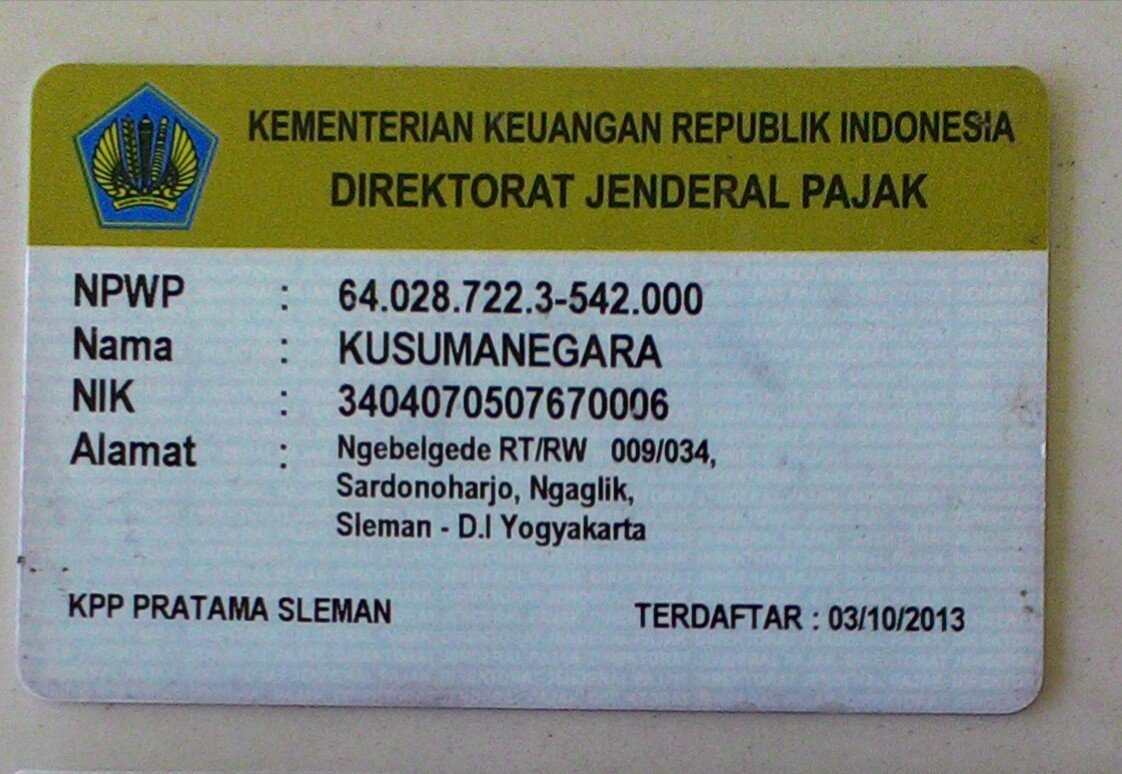 KEMENTERIAN KEUANGAN REPUBLIK INDONESIA
DIREKTORAT JENDERAL PAJAK
NPWP : 64.028.722.3-542.000
Nama : KUSUMANEGARA
NIK : 3404070507670006
Alamat : Ngebelgede RT/RW 009/034,
Sardonoharjo, Ngaglik,
Sleman - D.I Yogyakarta
KPP PRATAMA SLEMAN TERDAFTAR : 03/10/2013